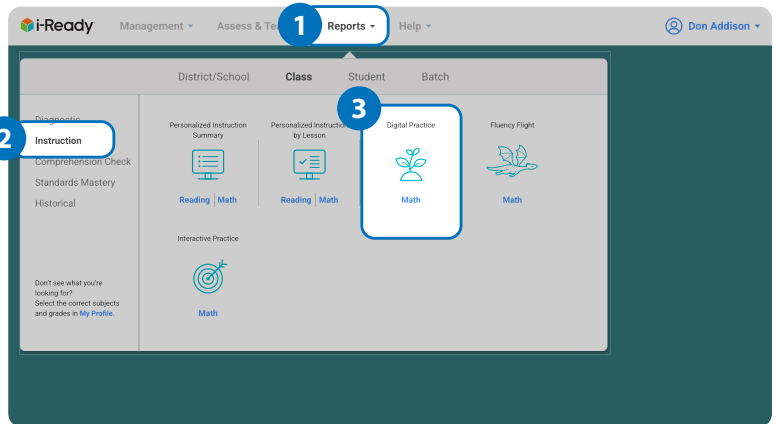 i-Ready Management Assess & Te 1 Reports Help Don Addison
District/School Class Student Batch
2
Diagnostic
Instruction
Comprehension Check
Standards Mastery
Historical
Don't see what you're
looking for?
Select the correct subjects
and grades in My Profile.
Personalized Instruction
Summary
Reading | Math
Personalized Instruction
by Lesson
Reading | Math
3
Digital Practice
Math
Fluency Flight
Math
Interactive Practice
Math